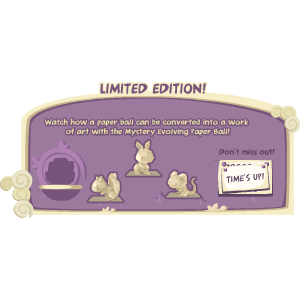 LIMITED EDITION!
Watch how a paper ball can be converted into a work
of art with the Mystery Evolving Paper Ball!
Don't miss out!
TIME'S UP!